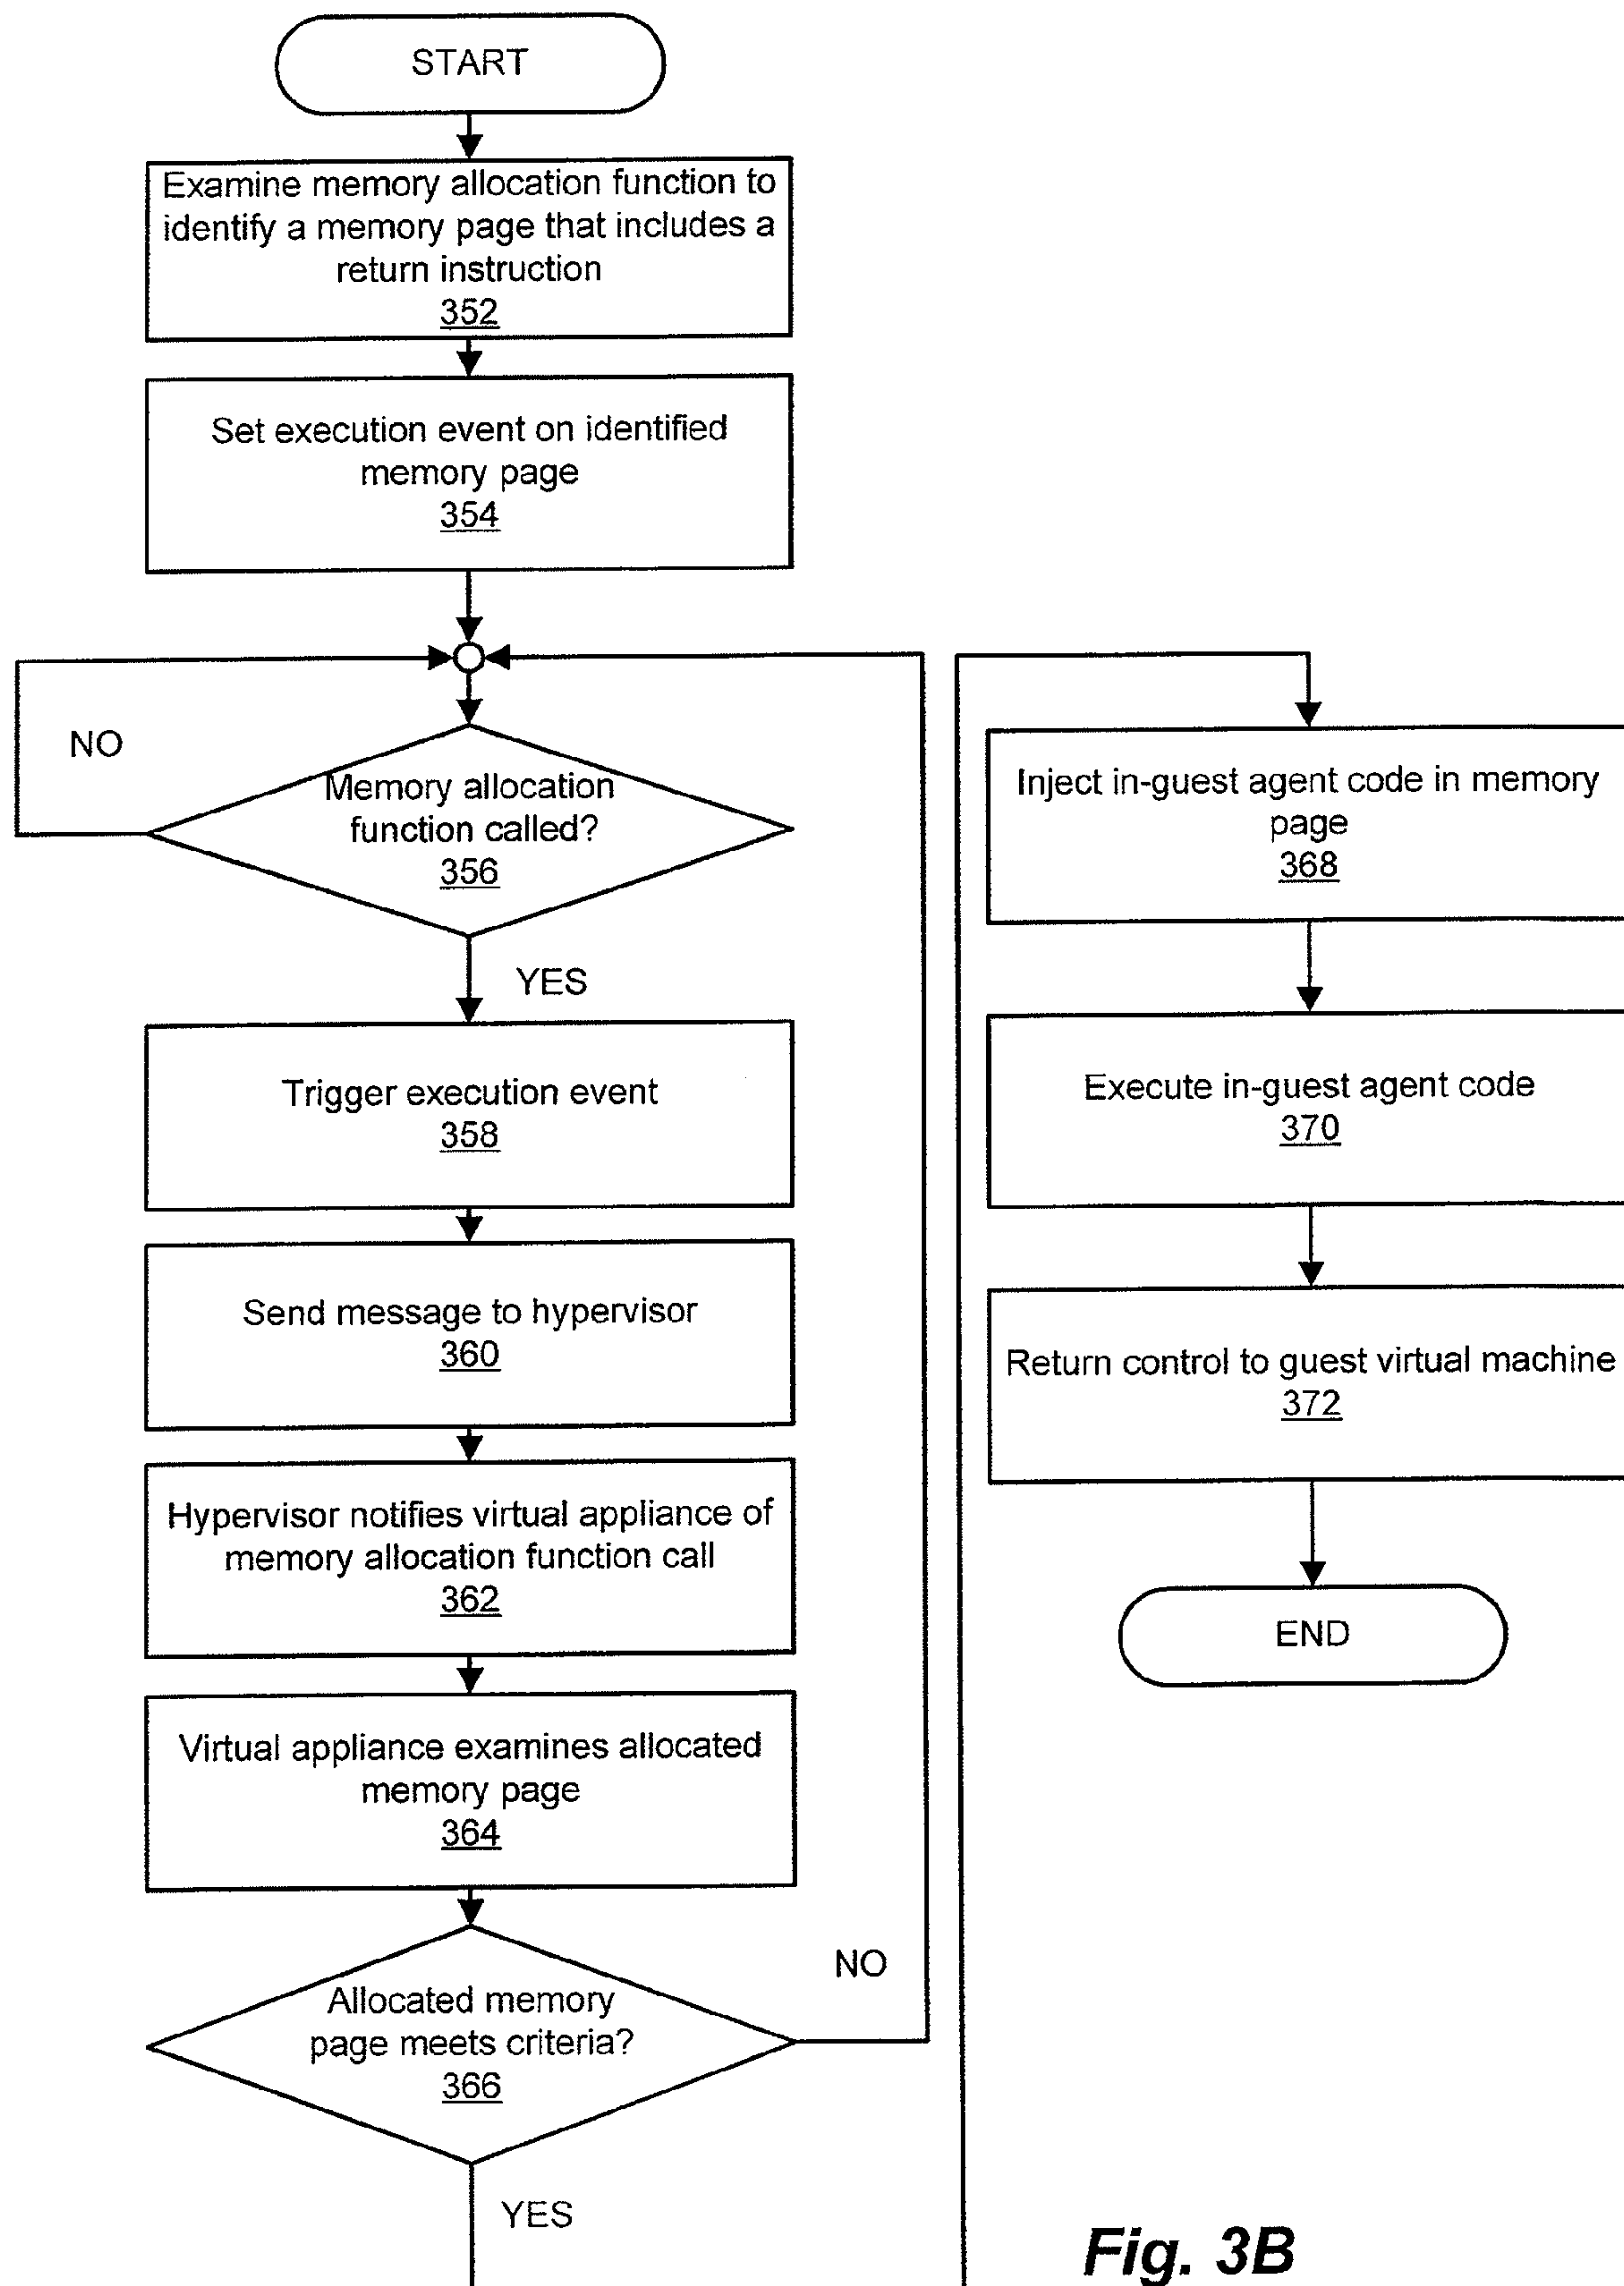 START
Examine memory allocation function to
identify a memory page that includes a
return instruction
352
Set execution event on identified
memory page
354
NO
Memory allocation
function called?
356
YES
Trigger execution event
358
Send message to hypervisor
360
Hypervisor notifies virtual appliance of
memory allocation function call
362
Virtual appliance examines allocated
memory page
364
NO
Allocated memory
page meets criteria?
366
YES
Inject in-guest agent code in memory
page
368
Execute in-guest agent code
370
Return control to guest virtual machine
372
END
Fig. 3B